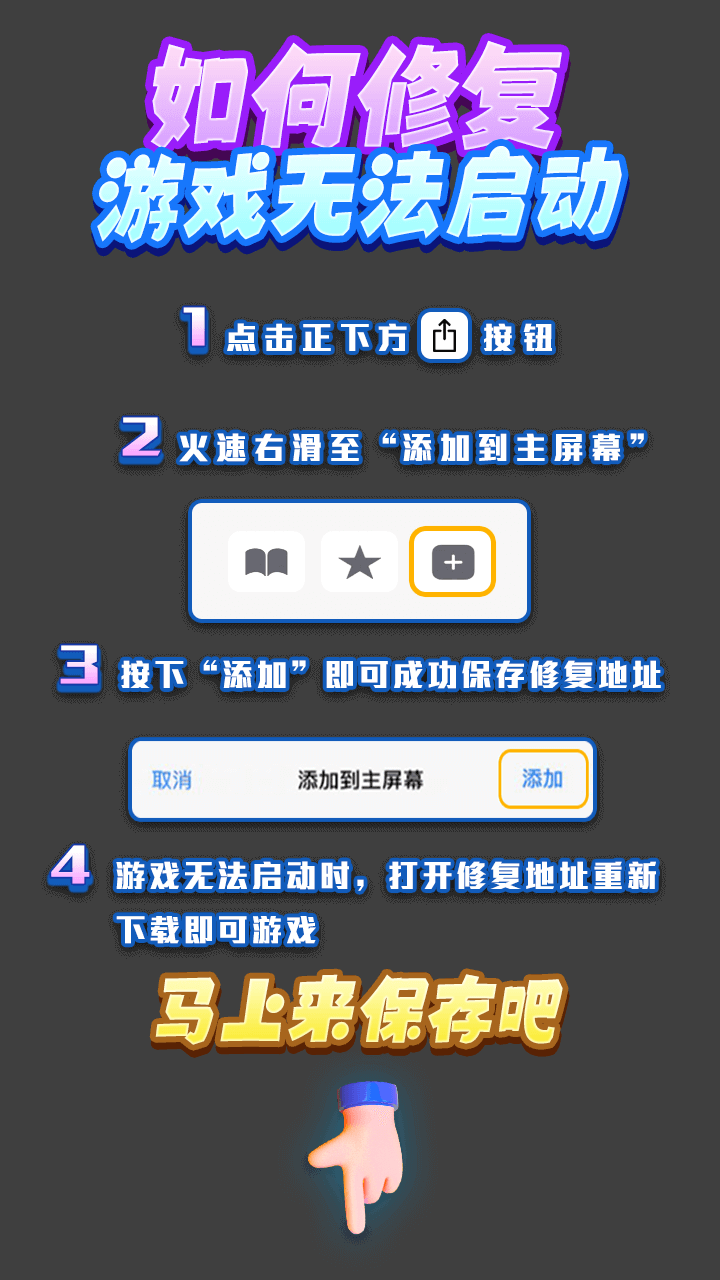 如何修复
游戏无法启动
1 点击正下方 按钮
2 火速右滑至“添加到主屏幕”
3 按下“添加”即可成功保存修复地址
取消 添加到主屏幕 添加
4 游戏无法启动时，打开修复地址重新
下载即可游戏
马上来保存吧